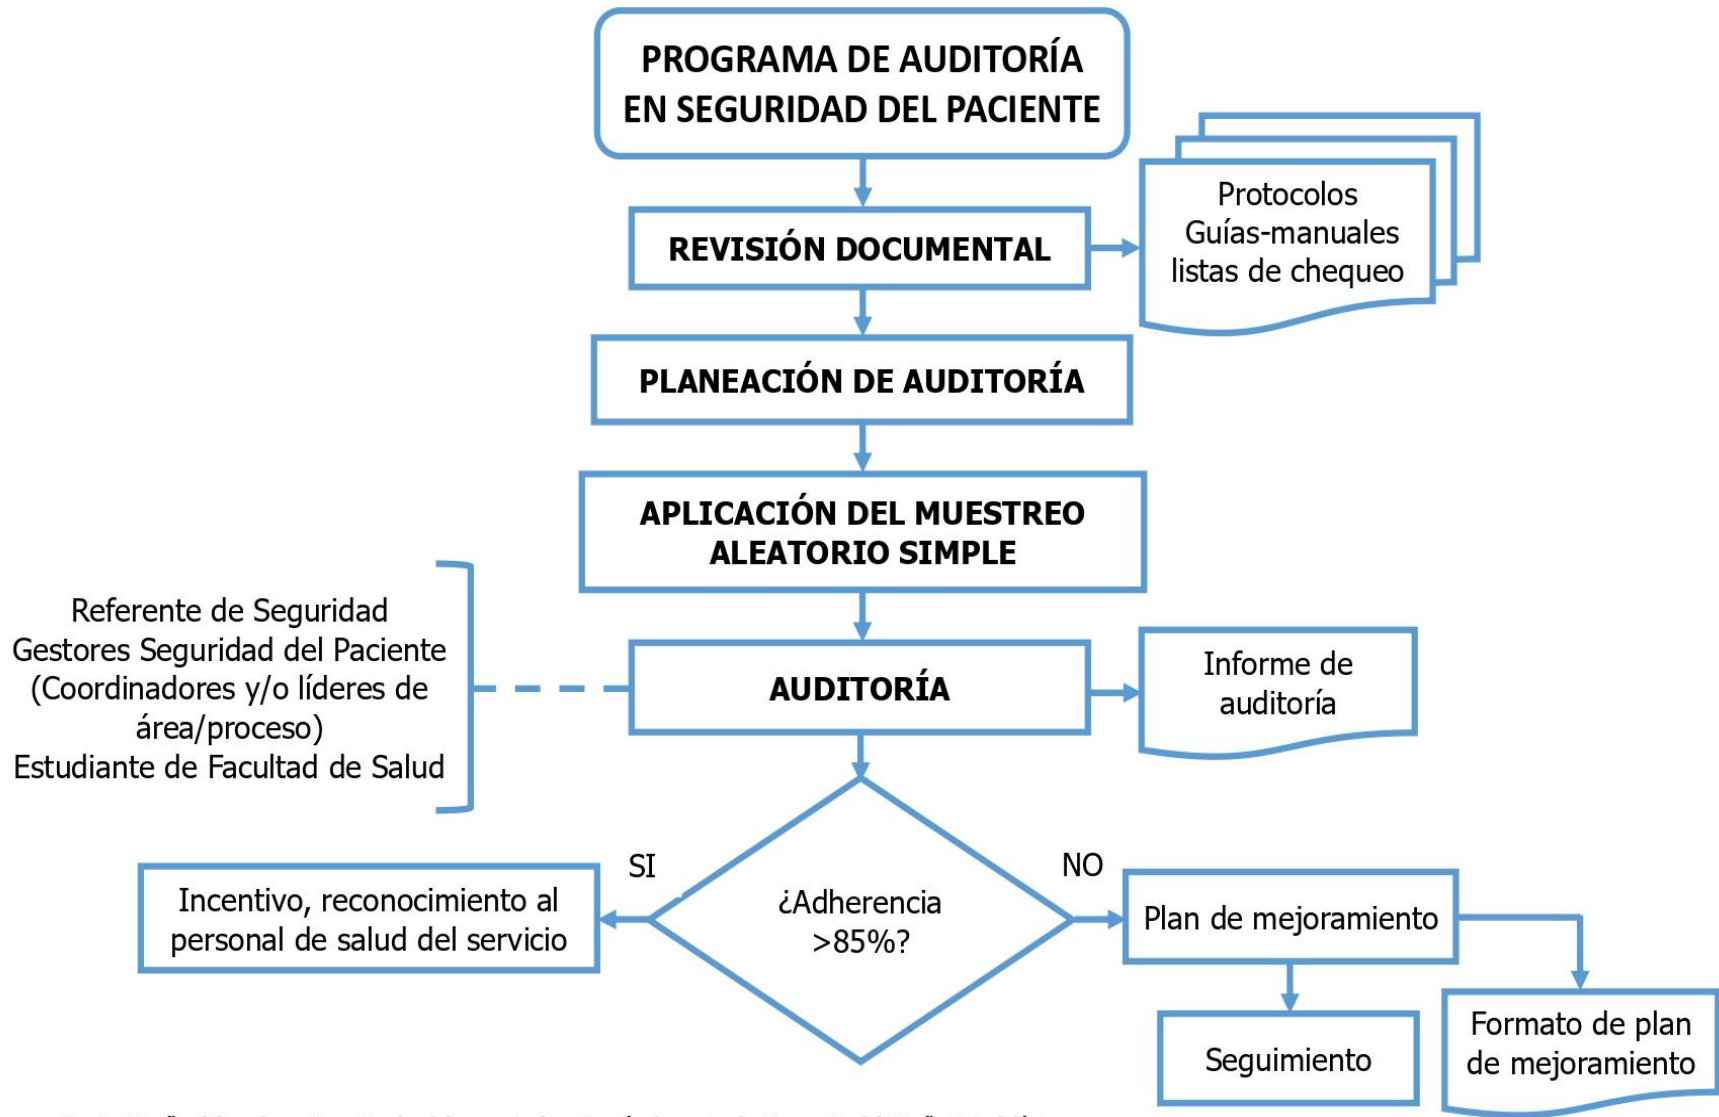 PROGRAMA DE AUDITORÍA
EN SEGURIDAD DEL PACIENTE
REVISIÓN DOCUMENTAL
Protocolos
Guías-manuales
listas de chequeo
PLANEACIÓN DE AUDITORÍA
APLICACIÓN DEL MUESTREO
ALEATORIO SIMPLE
Referente de Seguridad
Gestores Seguridad del Paciente
(Coordinadores y/o líderes de
área/proceso)
Estudiante de Facultad de Salud
AUDITORÍA
Informe de
auditoría
SI
NO
¿Adherencia
>85%?
Incentivo, reconocimiento al
personal de salud del servicio
Plan de mejoramiento
Seguimiento
Formato de plan
de mejoramiento